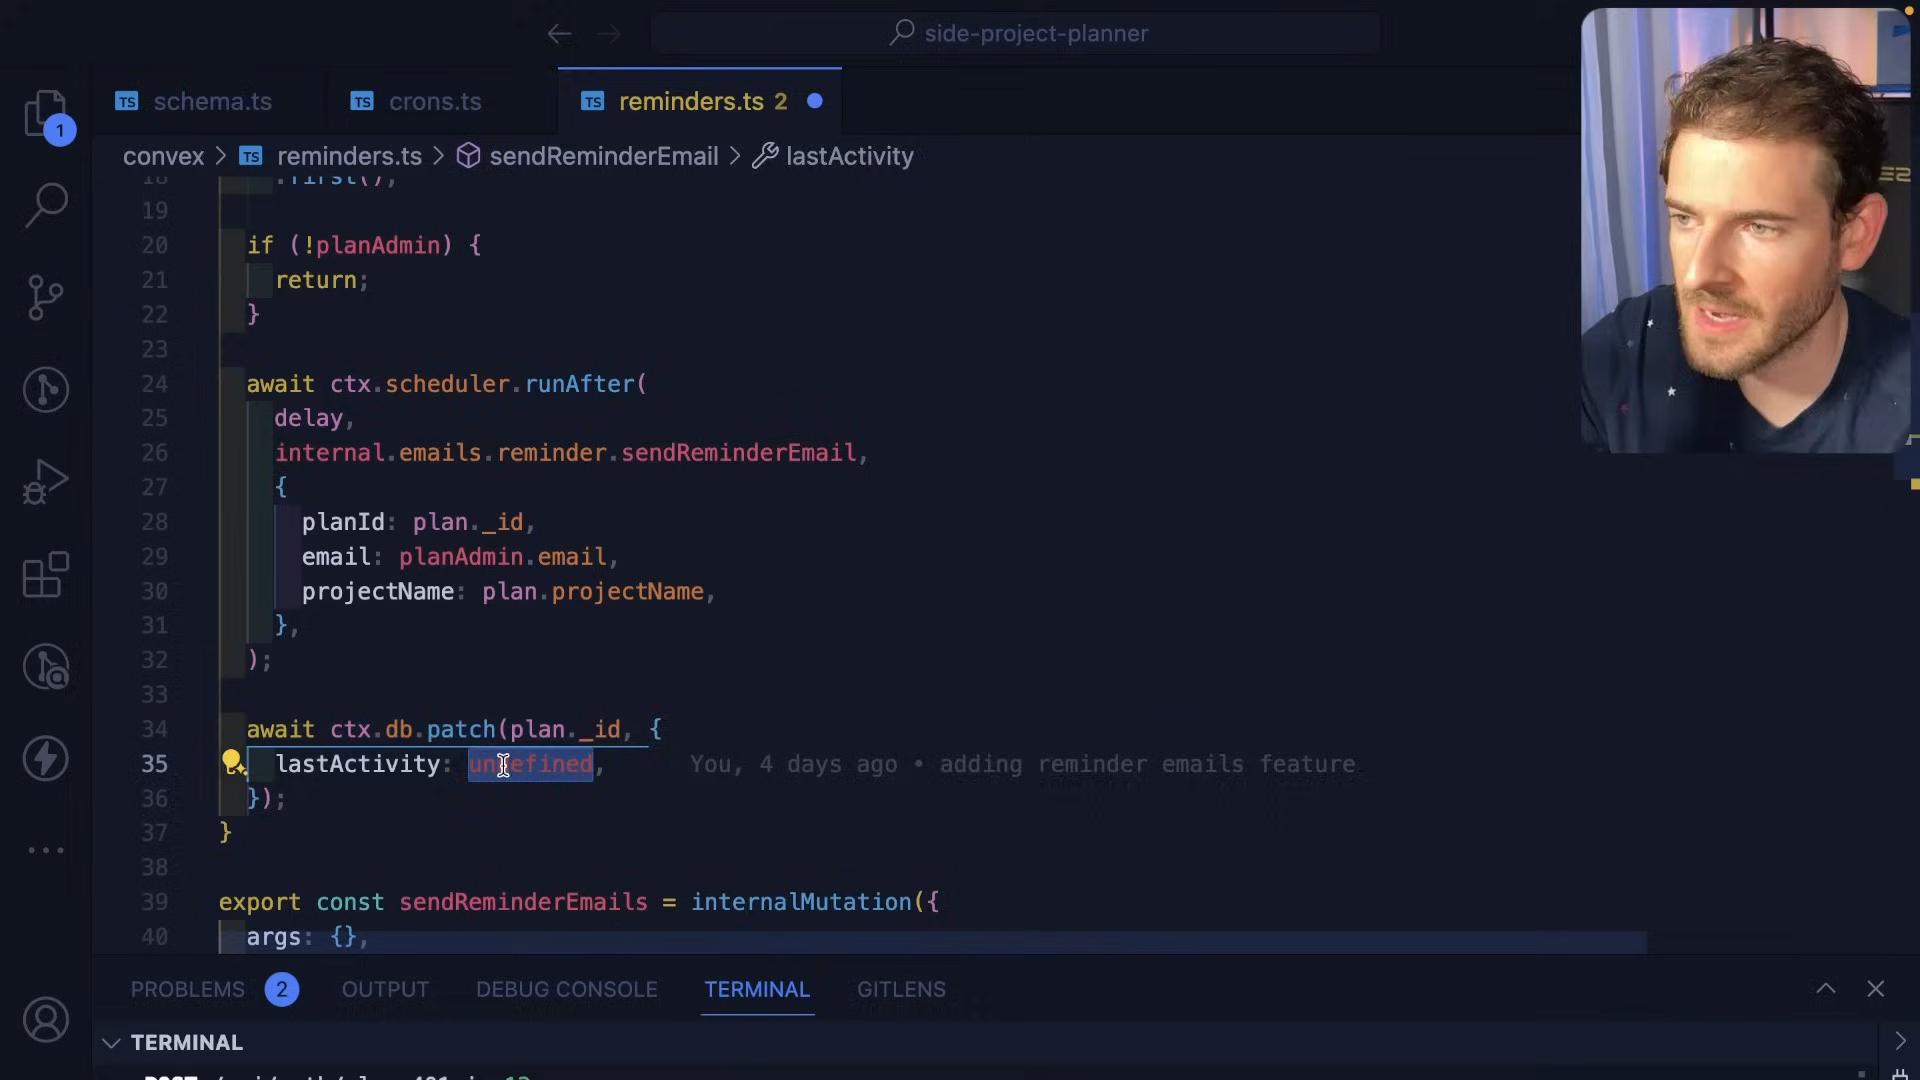 side-project-planner
TS schema.ts
TS crons.ts
TS reminders.ts 2
1
convex > TS reminders.ts > sendReminderEmail > lastActivity
18 .first();
19
20 if (!planAdmin) {
21 return;
22 }
23
24 await ctx.scheduler.runAfter(
25 delay,
26 internal.emails.reminder.sendReminderEmail,
27 {
28 planId: plan._id,
29 email: planAdmin.email,
30 projectName: plan.projectName,
31 },
32 );
33
34 await ctx.db.patch(plan._id, {
35 lastActivity: undefined, You, 4 days ago • adding reminder emails feature
36 });
37 }
38
39 export const sendReminderEmails = internalMutation({
40 args: {},
PROBLEMS 2 OUTPUT DEBUG CONSOLE TERMINAL GITLENS
TERMINAL